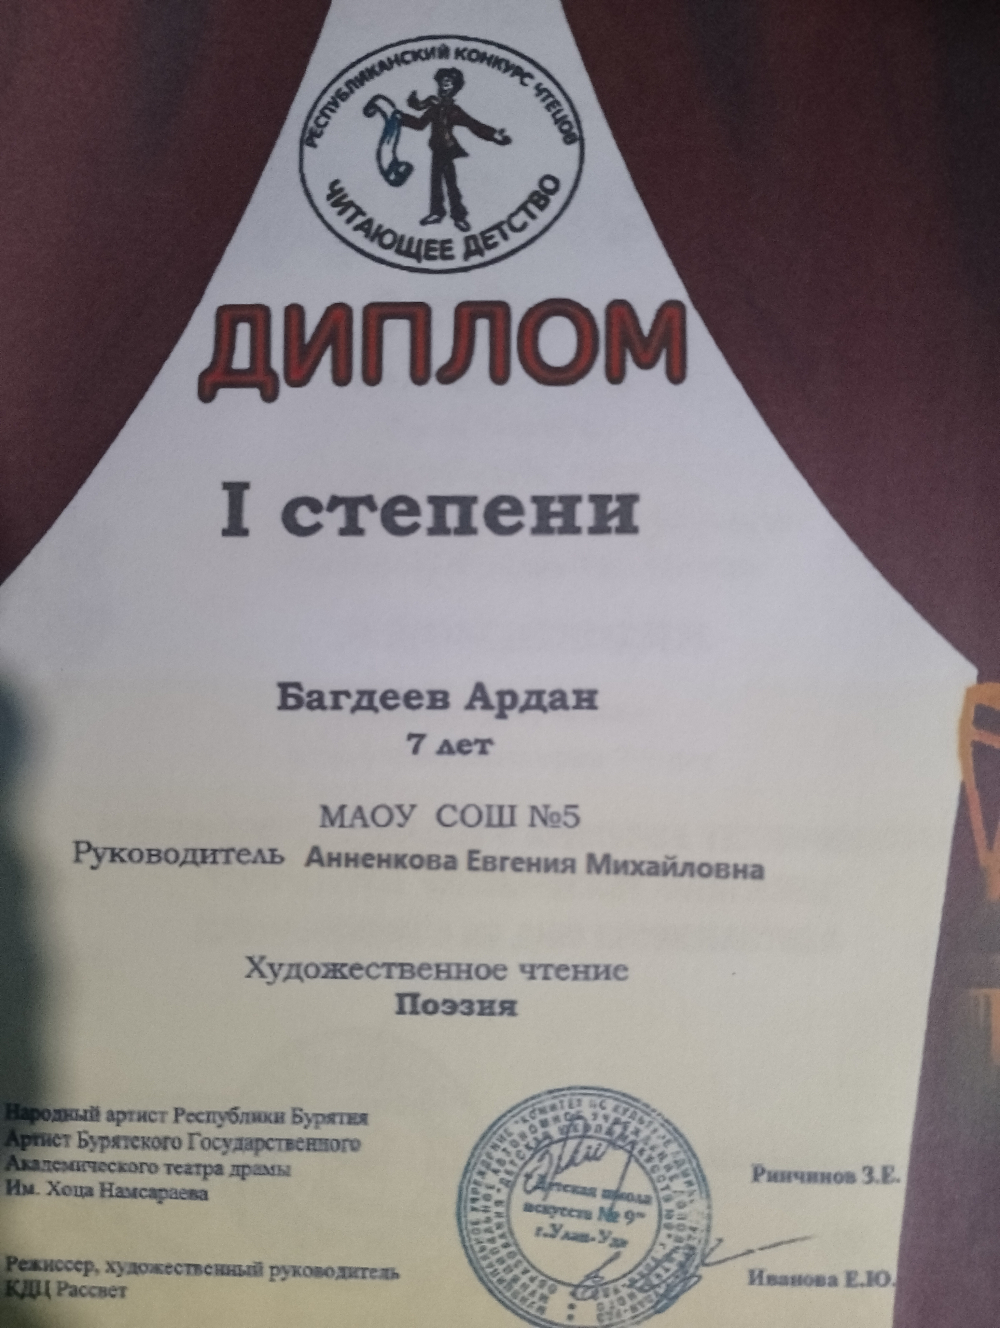 РЕСПУБЛИКАНСКИЙ КОНКУРС ЧТЕЦОВ
ЧИТАЮЩЕЕ ДЕТСТВО
ДИПЛОМ
I степени
Багдеев Ардан
7 лет
МАОУ СОШ №5
Руководитель Анненкова Евгения Михайловна
Художественное чтение
Поэзия
Народный артист Республики Бурятия
Артист Бурятского Государственного
Академического театра драмы
Им. Хоца Намсараева
Ринчинов З.Е.
Детская школа
искусств № 9"
г.Улан-Удэ
Режиссер, художественный руководитель
КДЦ Рассвет
Иванова Е.Ю.